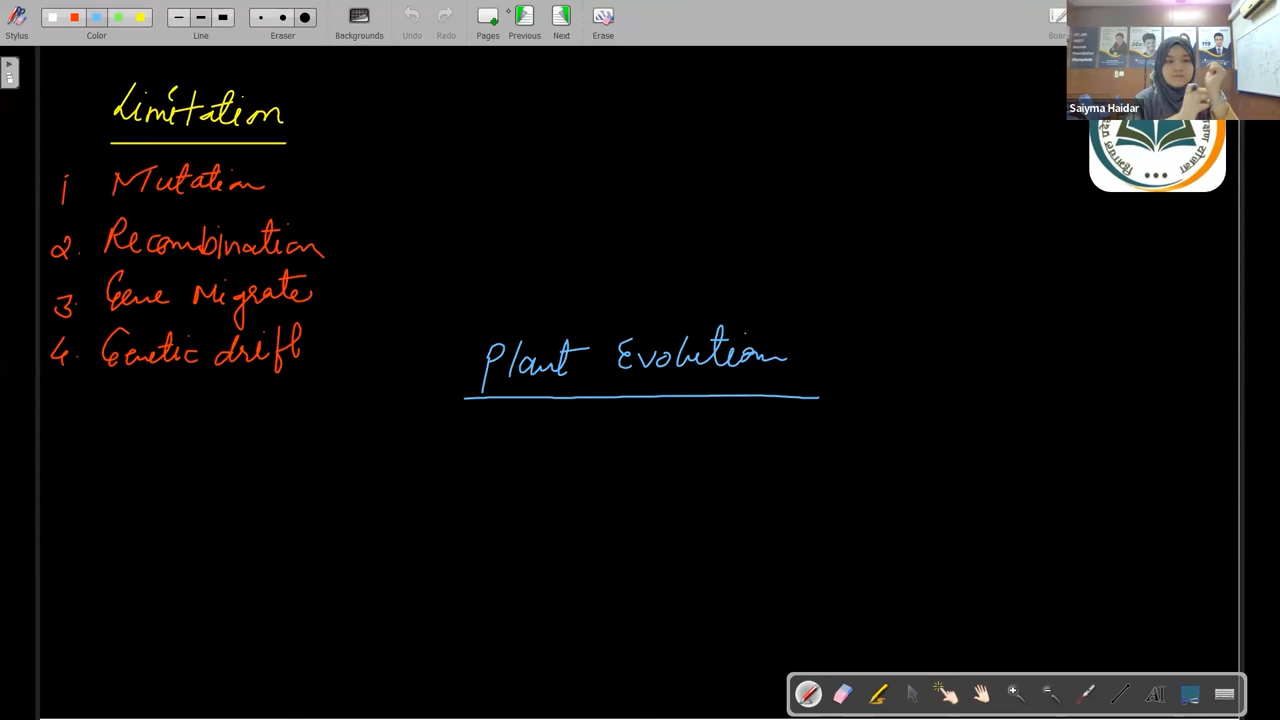 Stylus
Color
Line
Eraser
Backgrounds
Undo
Redo
Pages
Previous
Next
Erase
Saiyma Haidar
Limitation
1 Mutation
2. Recombination
3. Gene Migrate
4. Genetic drift
Plant Evolution